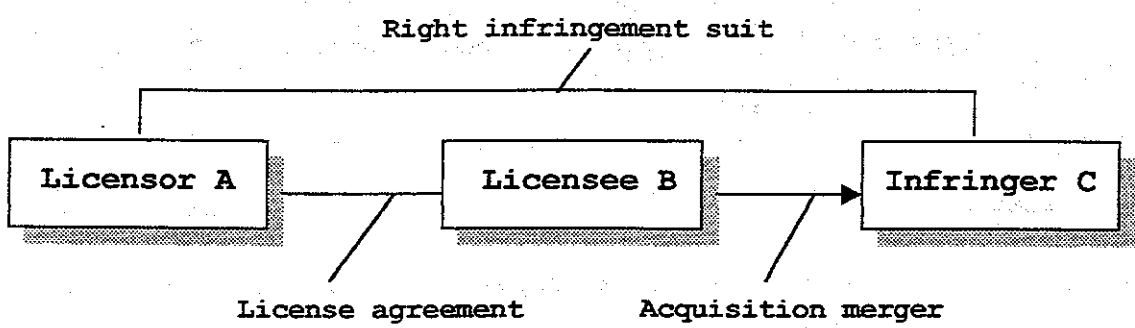 Right infringement suit
Licensor A
Licensee B
Infringer C
License agreement
Acquisition merger